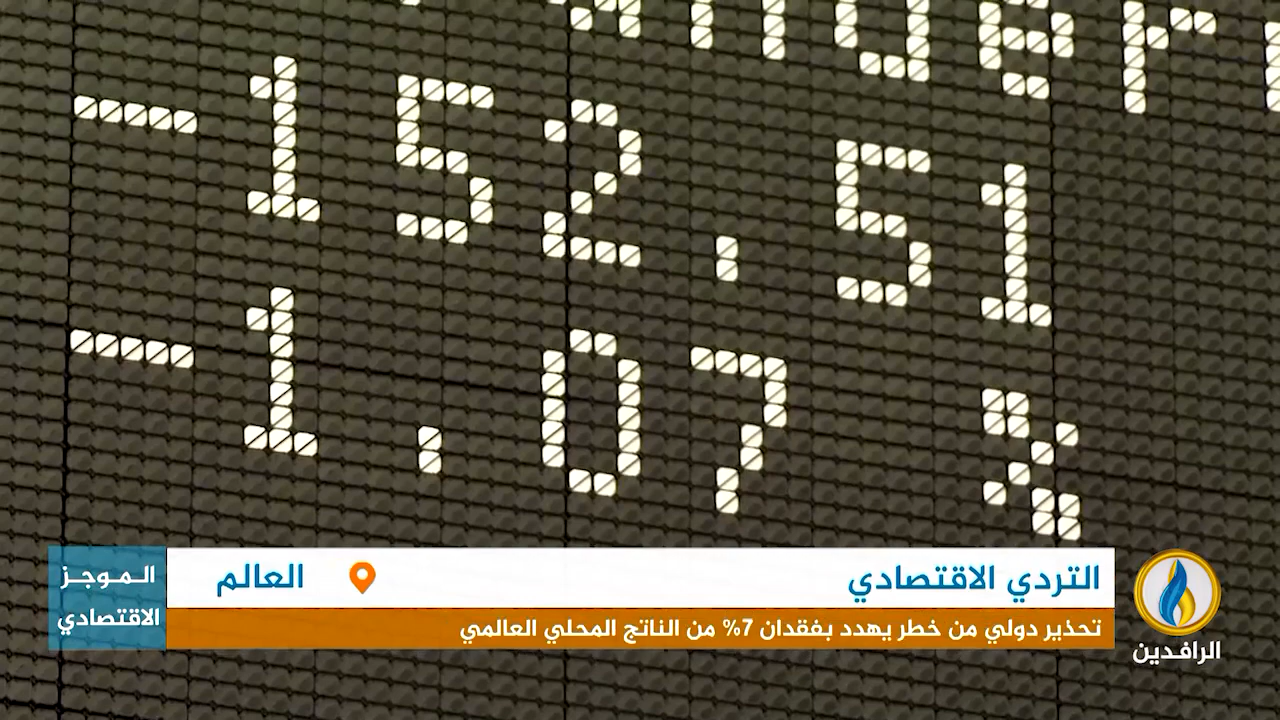 -152,51
-1,07%
التردي الاقتصادي
العالم
تحذير دولي من خطر يهدد بفقدان 7% من الناتج المحلي العالمي
الموجز
الاقتصادي
الرافدين